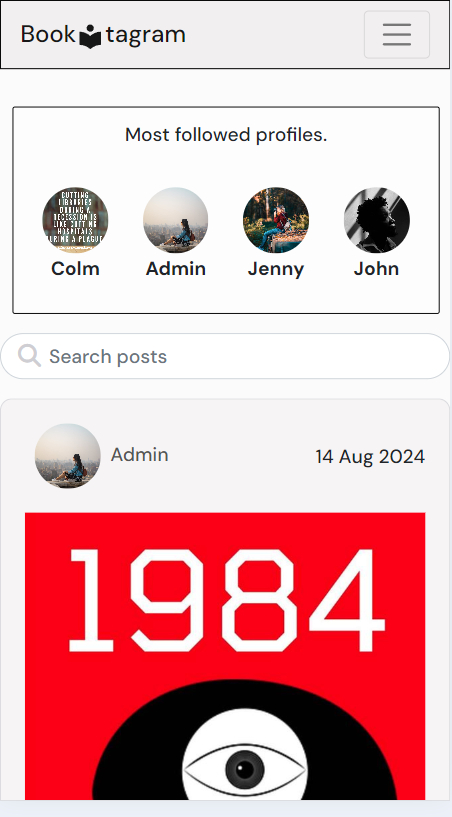 Book tagram
Most followed profiles.
CUTTING
LIBRARIES
DURING A
RECESSION IS
LIKE CUTTING
HOSPITALS
DURING A PLAGUE
Colm
Admin
Jenny
John
Search posts
Admin
14 Aug 2024
1984